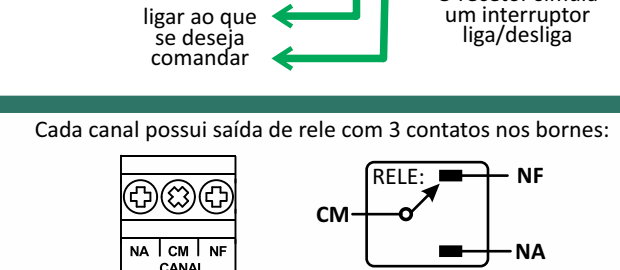 ligar ao que
se deseja
comandar
um interruptor
liga/desliga
Cada canal possui saída de rele com 3 contatos nos bornes:
NA CM NF
CANAL
RELE:
NF
CM
NA